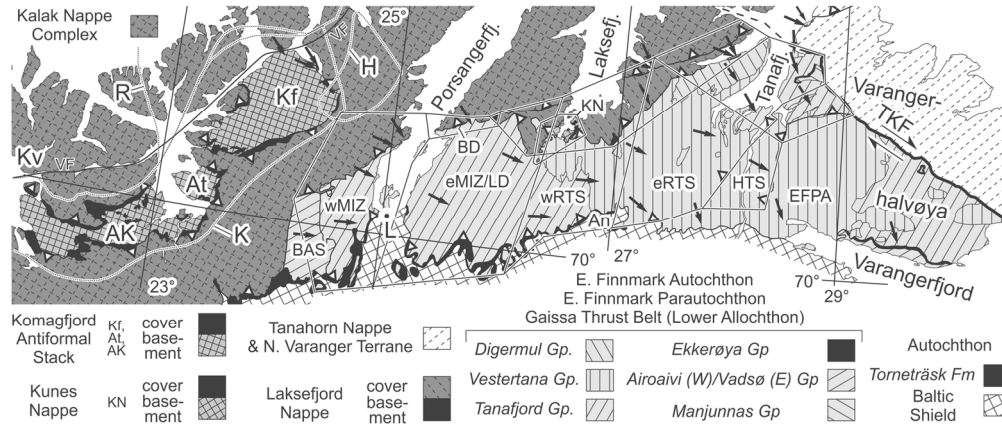 Kalak Nappe
Complex
25°
VF
H
R
Kf
Porsangerfj.
Laksefj.
Tanafj.
KN
Varanger-
TKF
BD
Kv
VF
At
eMIZ/LD
wMIZ
wRTS
eRTS
HTS
EFPA
halvøya
AK
K
BAS
L
An
23°
70°
27°
70°
29°
Varangerfjord
E. Finnmark Autochthon
E. Finnmark Parautochthon
Gaissa Thrust Belt (Lower Allochthon)
Komagfjord
Antiformal
Stack
Kf,
At,
AK
cover
base-
ment
Tanahorn Nappe
& N. Varanger Terrane
Digermul Gp.
Ekkerøya Gp
Autochthon
Kunes
Nappe
KN
cover
base-
ment
Laksefjord
Nappe
cover
base-
ment
Vestertana Gp.
Airoaivi (W)/Vadsø (E) Gp
Torneträsk Fm
Tanafjord Gp.
Manjunnas Gp
Baltic
Shield